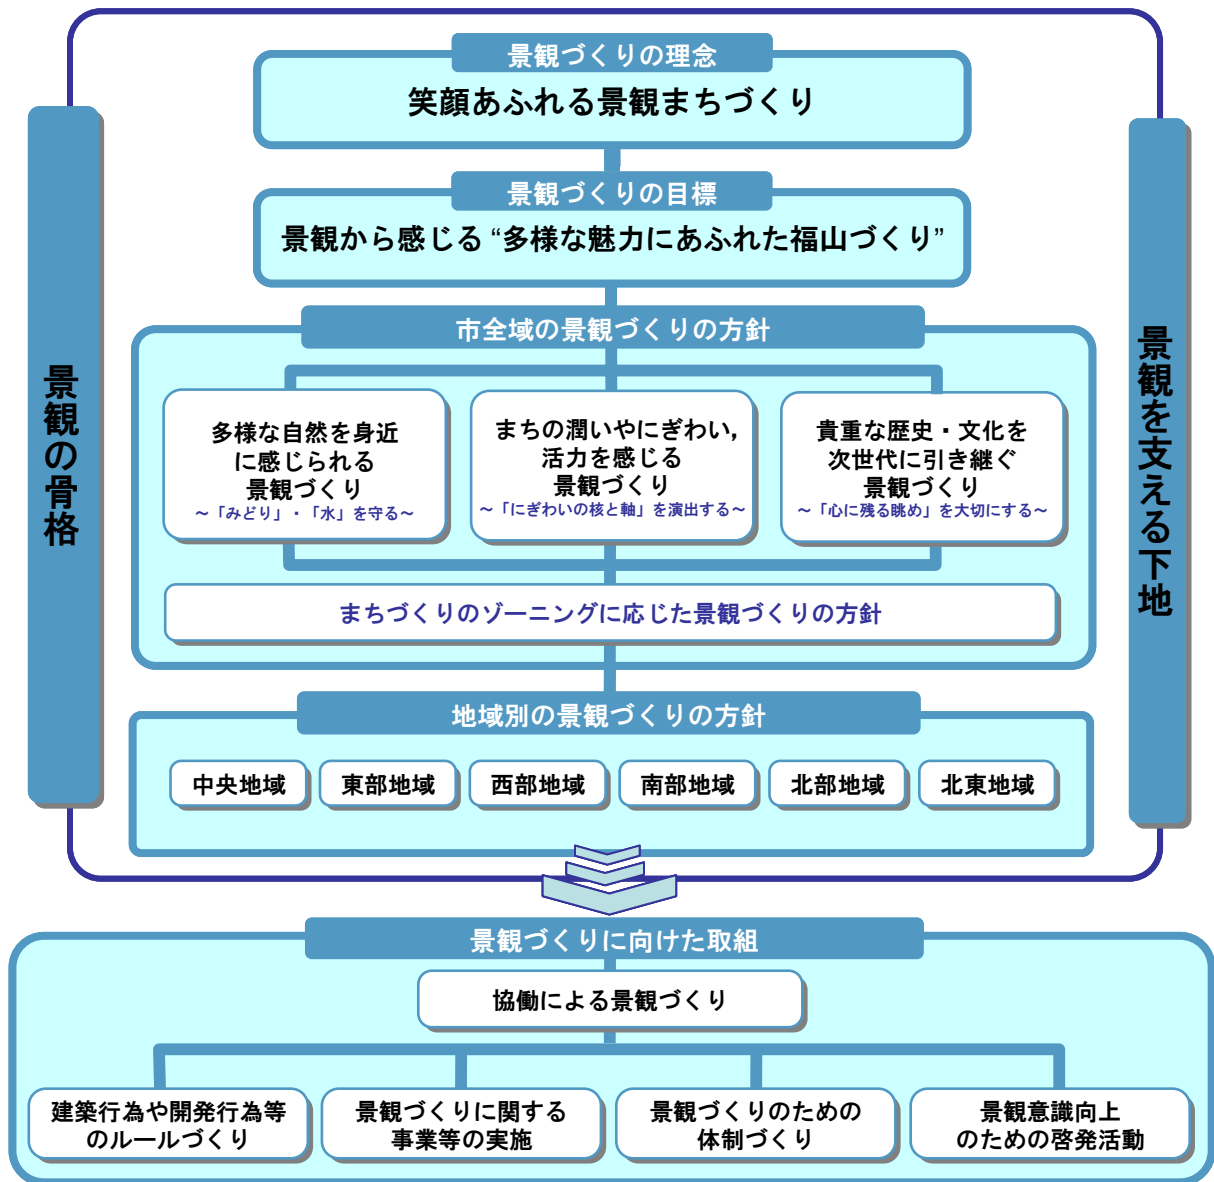 景観づくりの理念
笑顔あふれる景観まちづくり
景観づくりの目標
景観から感じる“多様な魅力にあふれた福山づくり”
市全域の景観づくりの方針
多様な自然を身近
に感じられる
景観づくり
～「みどり」・「水」を守る～
まちの潤いやにぎわい,
活力を感じる
景観づくり
～「にぎわいの核と軸」を演出する～
貴重な歴史・文化を
次世代に引き継ぐ
景観づくり
～「心に残る眺め」を大切にする～
まちづくりのゾーニングに応じた景観づくりの方針
地域別の景観づくりの方針
中央地域
東部地域
西部地域
南部地域
北部地域
北東地域
景観の骨格
景観を支える下地
景観づくりに向けた取組
協働による景観づくり
建築行為や開発行為等
のルールづくり
景観づくりに関する
事業等の実施
景観づくりのための
体制づくり
景観意識向上
のための啓発活動